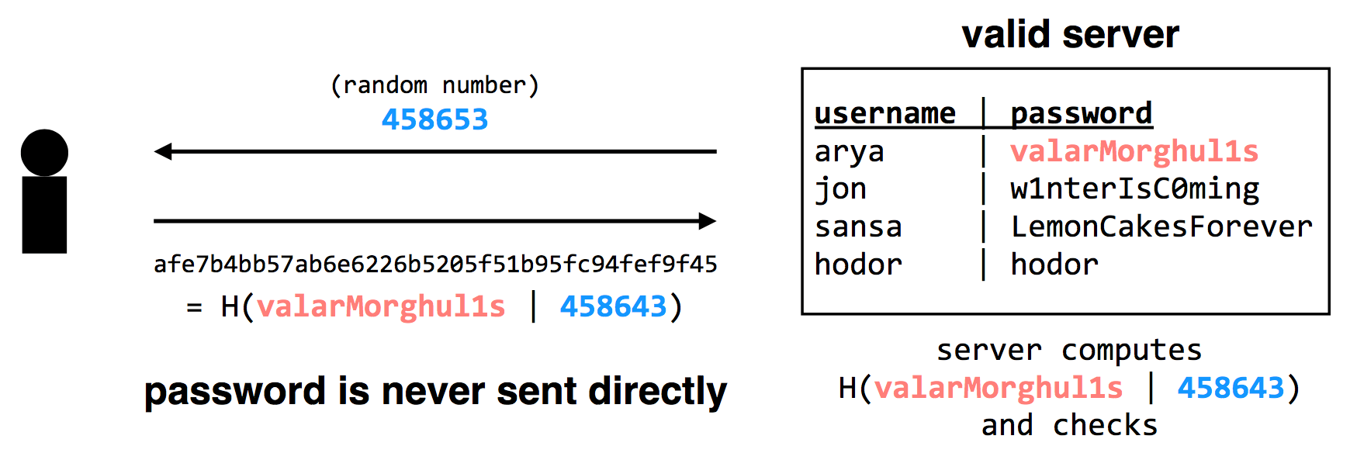 valid server
(random number)
458653
username | password
arya | valarMorghul1s
jon | w1nterIsC0ming
sansa | LemonCakesForever
hodor | hodor
afe7b4bb57ab6e6226b5205f51b95fc94fef9f45
= H(valarMorghul1s | 458643)
password is never sent directly
server computes
H(valarMorghul1s | 458643)
and checks